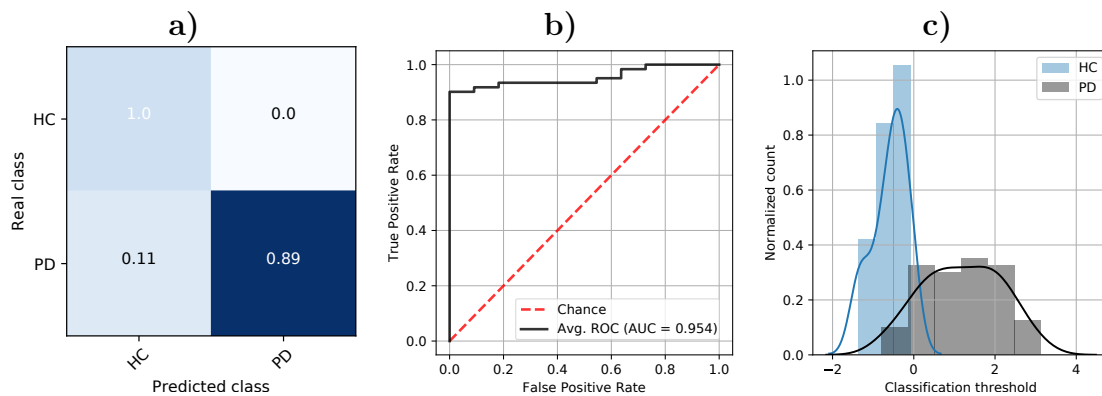 a)
Real class
HC
PD
1.0
0.0
0.11
0.89
HC
PD
Predicted class
b)
True Positive Rate
1.0
0.8
0.6
0.4
0.2
0.0
Chance
Avg. ROC (AUC = 0.954)
0.0
0.2
0.4
0.6
0.8
1.0
False Positive Rate
c)
Normalized count
1.0
0.8
0.6
0.4
0.2
0.0
HC
PD
−2
0
2
4
Classification threshold